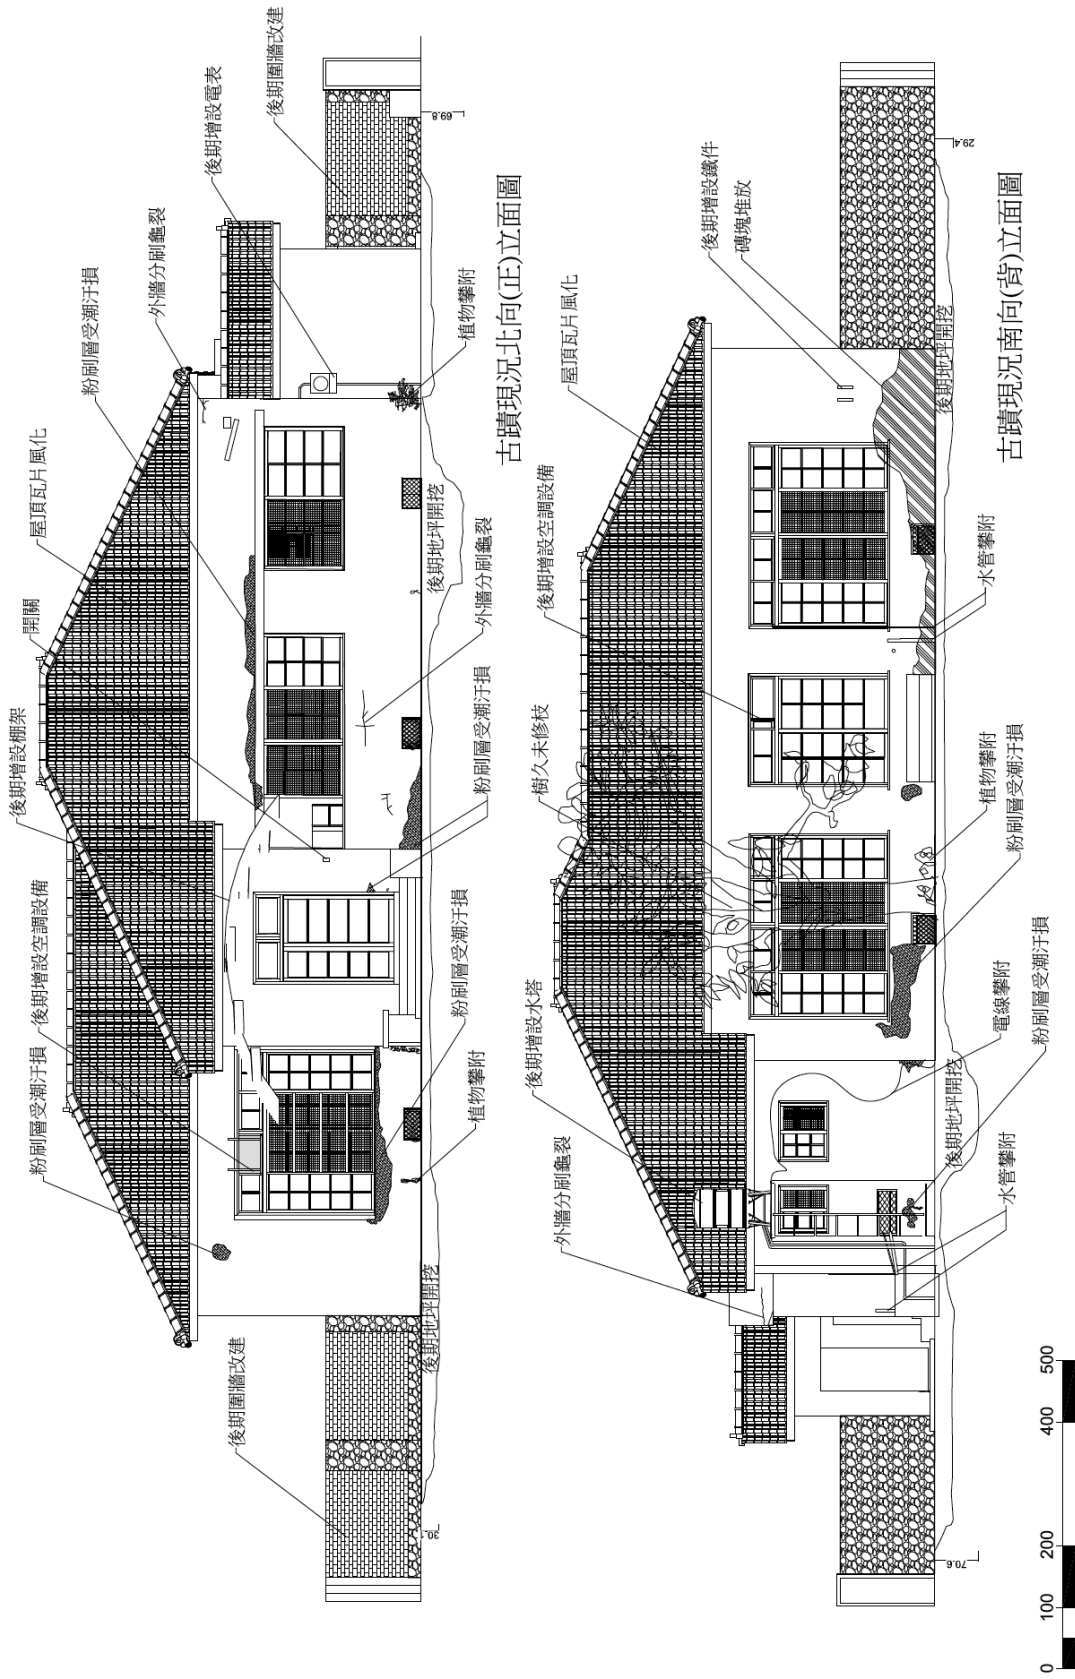 粉刷層受潮汙損
後期增設空調設備
後期增設棚架
開關
屋頂瓦片風化
粉刷層受潮汙損
外牆分刷龜裂
後期增設電表
後期圍牆改建
後期圍牆改建
後期地坪開挖
植物攀附
粉刷層受潮汙損
粉刷層受潮汙損
外牆分刷龜裂
後期地坪開挖
植物攀附
69.8
古蹟現況北向(正)立面圖
外牆分刷龜裂
後期增設水塔
樹久未修枝
後期增設空調設備
屋頂瓦片風化
後期增設鐵件
磚塊堆放
水管攀附
後期地坪開挖
粉刷層受潮汙損
電線攀附
粉刷層受潮汙損
植物攀附
水管攀附
後期地坪開挖
70.6
29.4
古蹟現況南向(背)立面圖
0 100 200 400 500